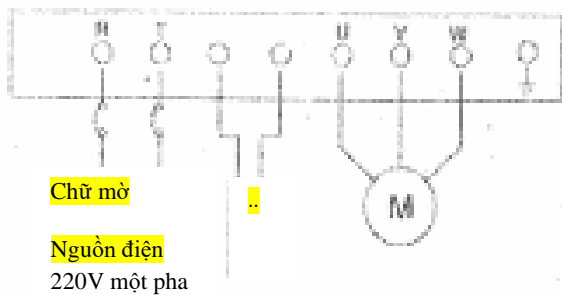 R T U V W
M
Chữ mờ
..
Nguồn điện
220V một pha